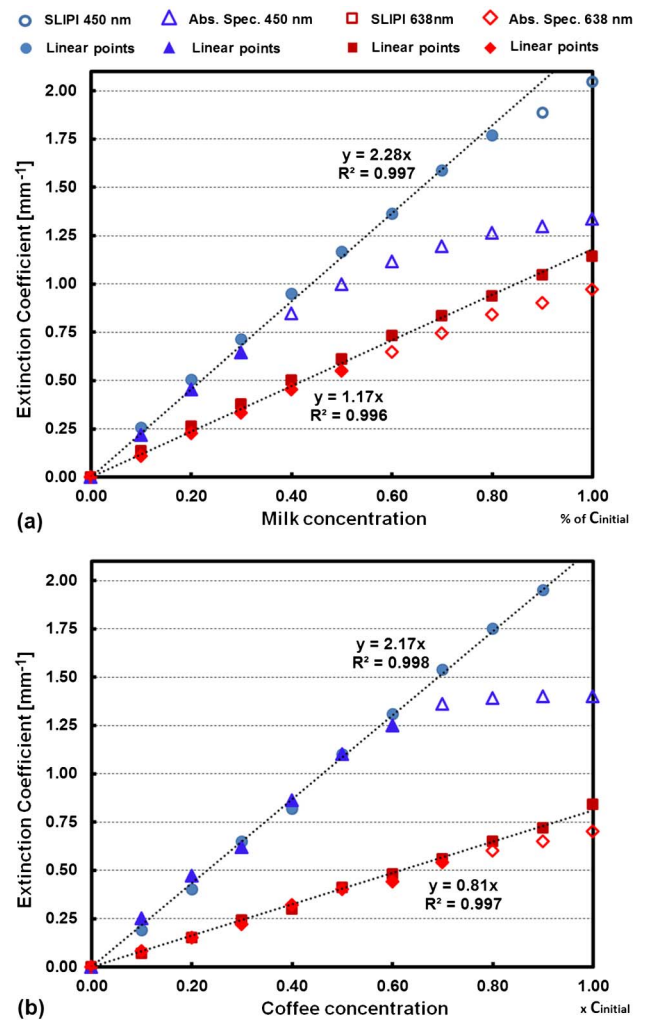 SLIPI 450 nm Abs. Spec. 450 nm SLIPI 638nm Abs. Spec. 638 nm
Linear points Linear points Linear points Linear points
2.00
1.75
1.50
1.25
1.00
0.75
0.50
0.25
0.00
Extinction Coefficient [mm⁻¹]
y = 2.28x
R² = 0.997
y = 1.17x
R² = 0.996
0.00 0.20 0.40 0.60 0.80 1.00
(a) Milk concentration % of Cinitial
2.00
1.75
1.50
1.25
1.00
0.75
0.50
0.25
0.00
Extinction Coefficient [mm⁻¹]
y = 2.17x
R² = 0.998
y = 0.81x
R² = 0.997
0.00 0.20 0.40 0.60 0.80 1.00
(b) Coffee concentration x Cinitial